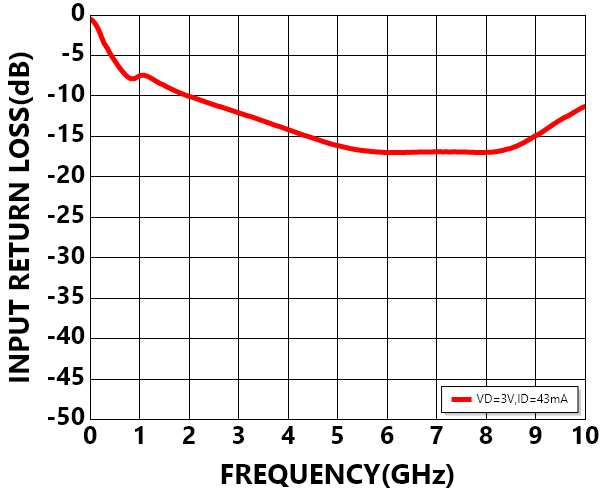 0
-5
-10
-15
-20
-25
-30
-35
-40
-45
-50
INPUT RETURN LOSS(dB)
VD=3V,ID=43mA
0 1 2 3 4 5 6 7 8 9 10
FREQUENCY(GHz)